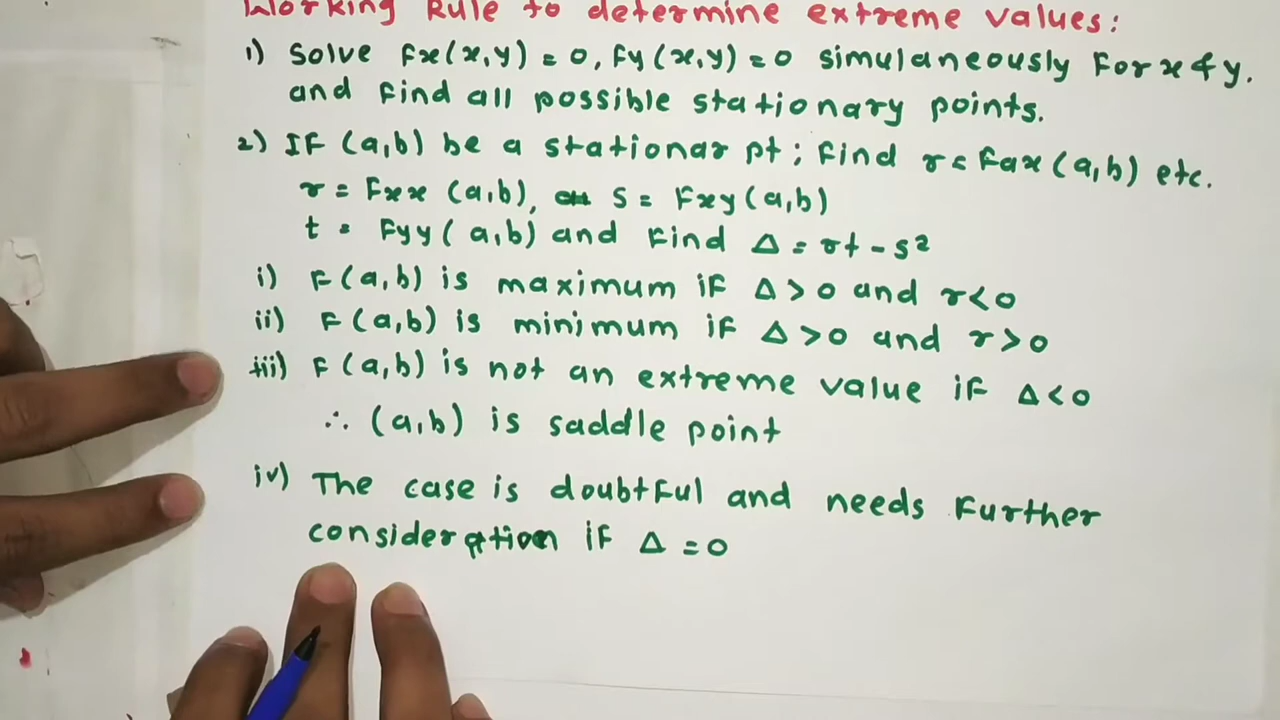 Working Rule to determine extreme values:
1) Solve Fx(x,y) = 0, Fy(x,y) = 0 simulaneously For x & y.
and find all possible stationary points.
2) IF (a,b) be a stationar pt ; find r = fax (a,b) etc.
r = Fxx (a,b), S = Fxy(a,b)
t = Fyy(a,b) and Find Δ = rt - s²
i) F(a,b) is maximum if Δ>0 and r<0
ii) F(a,b) is minimum if Δ>0 and r>0
iii) F(a,b) is not an extreme value if Δ<0
∴ (a,b) is saddle point
iv) The case is doubtful and needs Further
consideration if Δ = 0